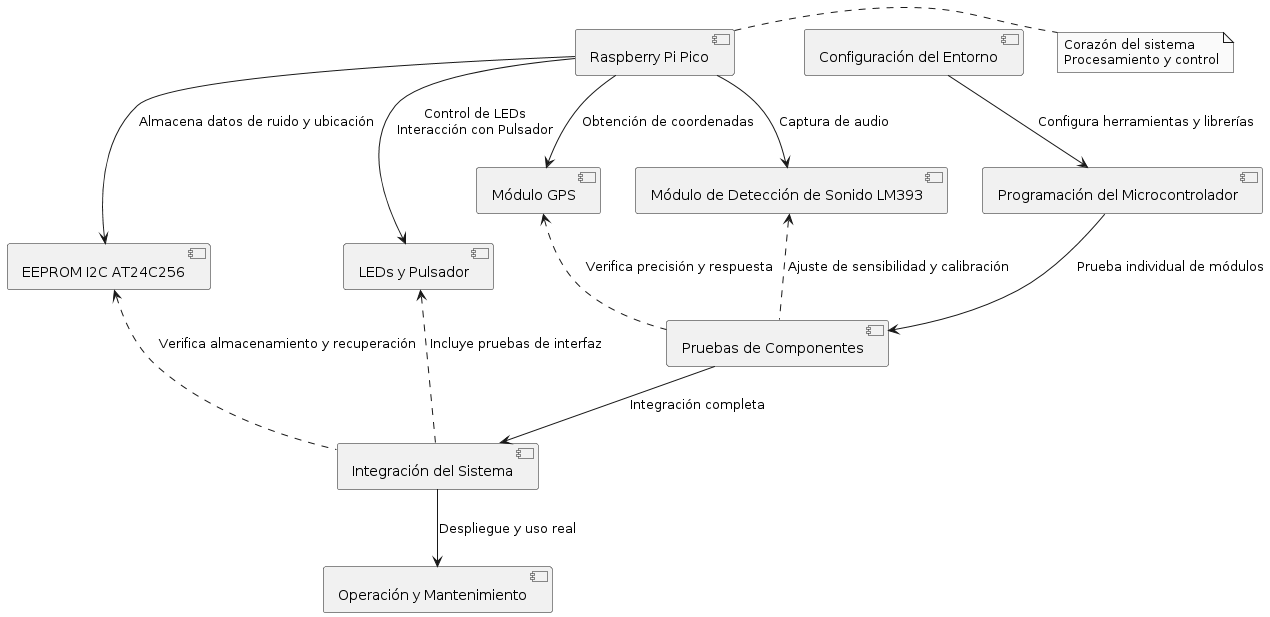 Corazón del sistema
Procesamiento y control
Raspberry Pi Pico
Configuración del Entorno
Almacena datos de ruido y ubicación
Control de LEDs
Interacción con Pulsador
Obtención de coordenadas
Captura de audio
Configura herramientas y librerías
Módulo GPS
Módulo de Detección de Sonido LM393
Programación del Microcontrolador
EEPROM I2C AT24C256
LEDs y Pulsador
Verifica precisión y respuesta
Ajuste de sensibilidad y calibración
Prueba individual de módulos
Verifica almacenamiento y recuperación
Incluye pruebas de interfaz
Pruebas de Componentes
Integración completa
Integración del Sistema
Despliegue y uso real
Operación y Mantenimiento